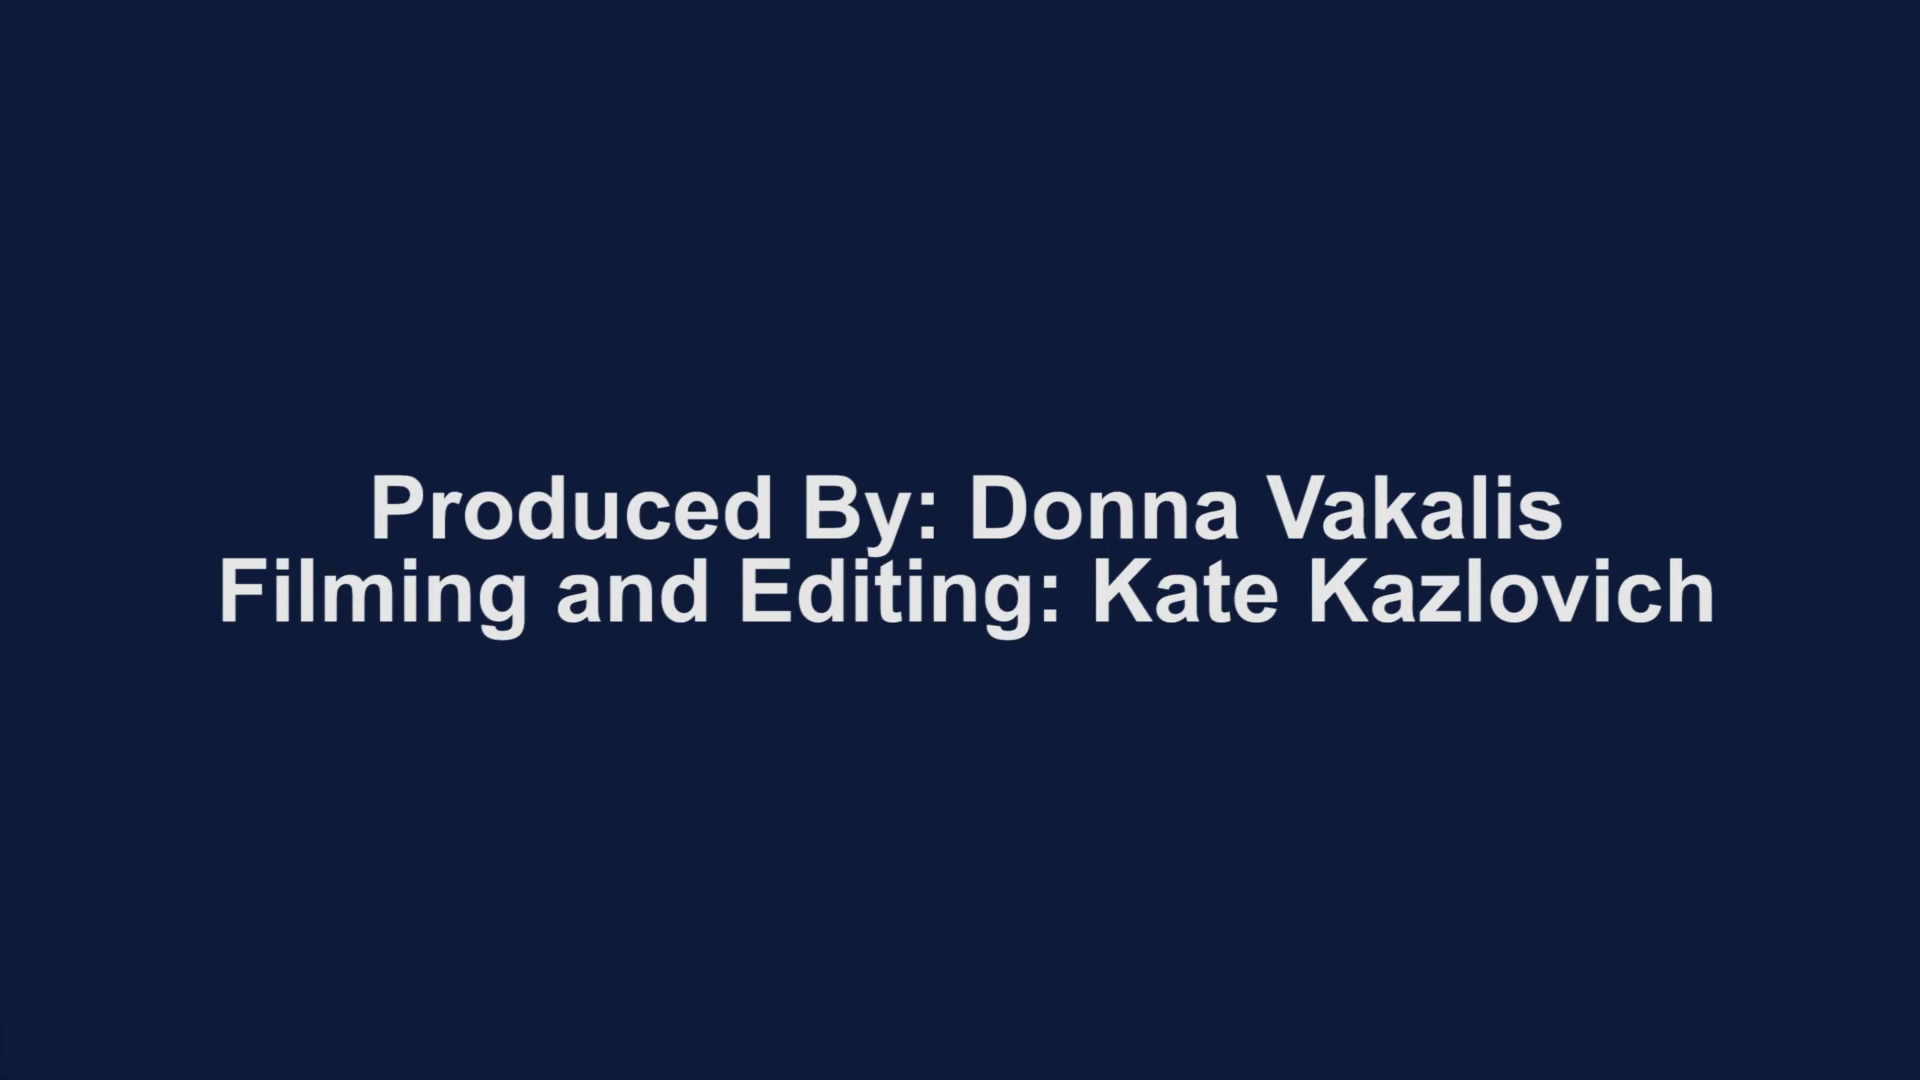 Produced By: Donna Vakalis
Filming and Editing: Kate Kazlovich